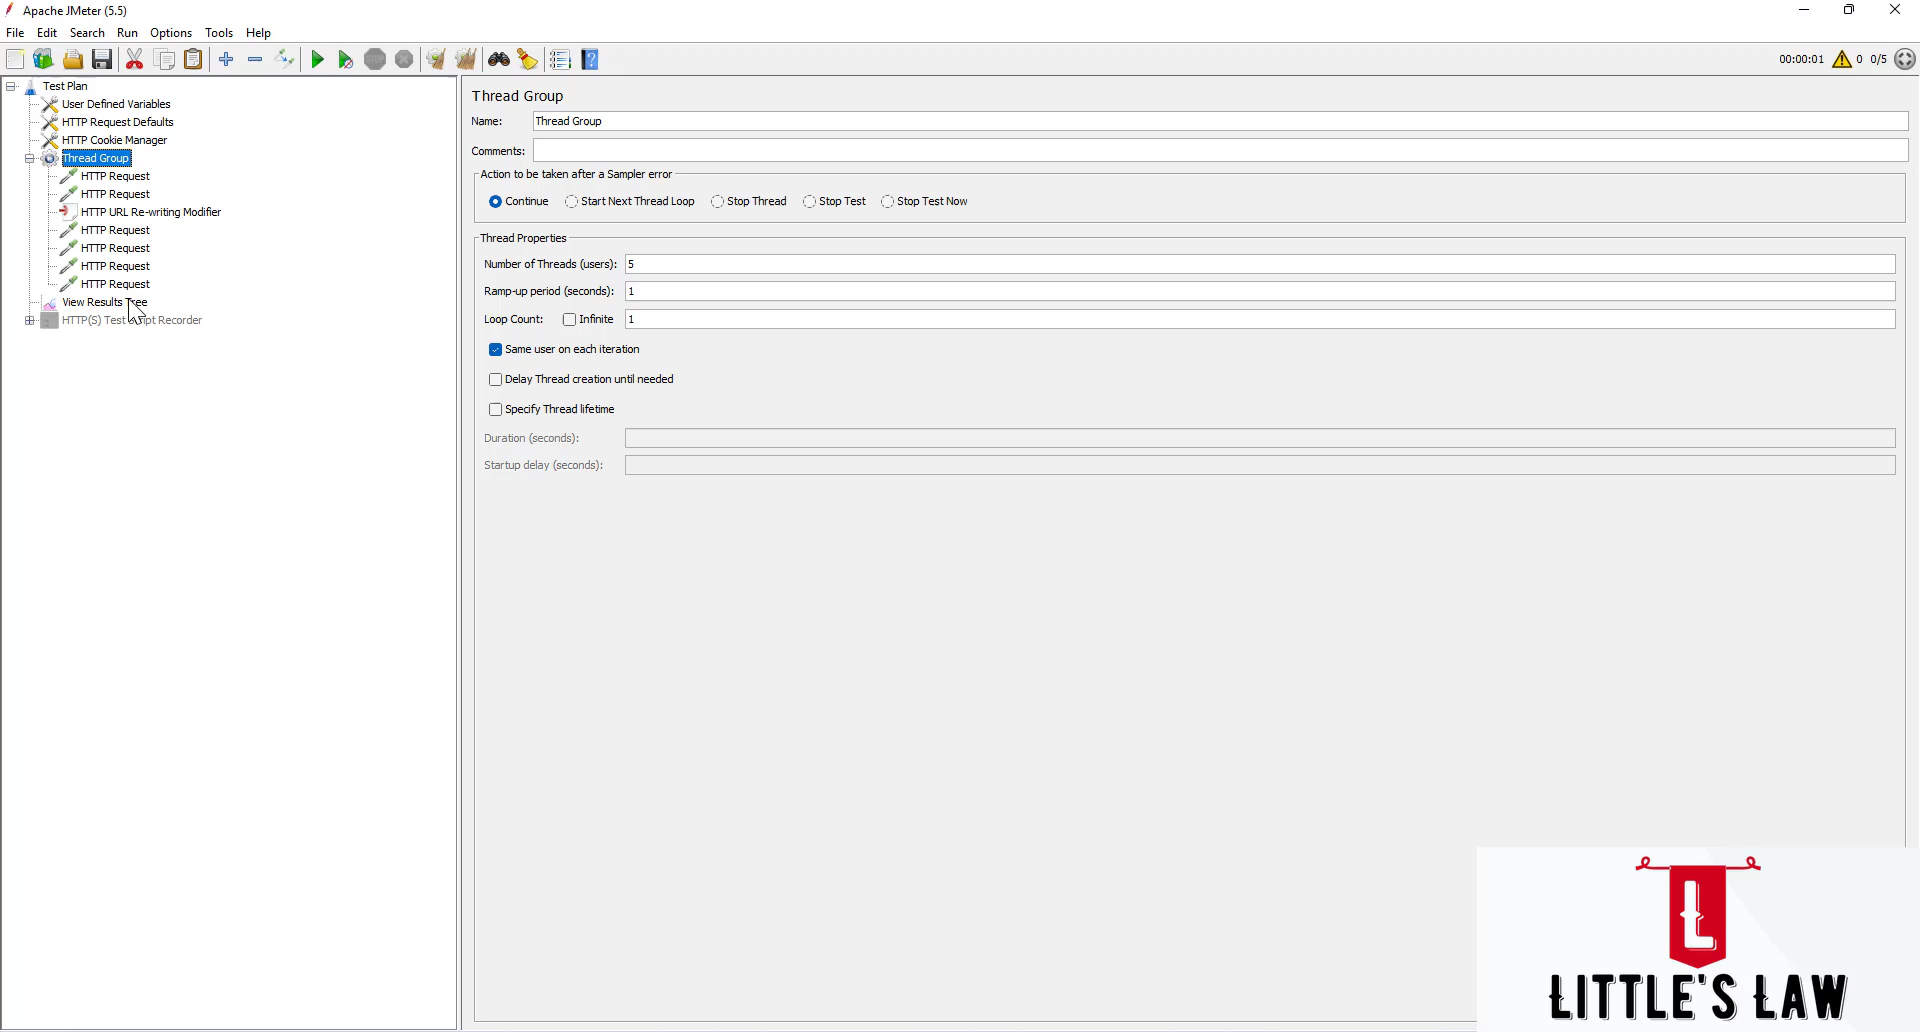 Apache JMeter (5.5)
File Edit Search Run Options Tools Help
STOP
00:00:01 0 0/5
Test Plan
User Defined Variables
HTTP Request Defaults
HTTP Cookie Manager
Thread Group
HTTP Request
HTTP Request
HTTP URL Re-writing Modifier
HTTP Request
HTTP Request
HTTP Request
HTTP Request
View Results Tree
HTTP(S) Test Script Recorder
Thread Group
Name: Thread Group
Comments:
Action to be taken after a Sampler error
Continue Start Next Thread Loop Stop Thread Stop Test Stop Test Now
Thread Properties
Number of Threads (users): 5
Ramp-up period (seconds): 1
Loop Count: Infinite 1
Same user on each iteration
Delay Thread creation until needed
Specify Thread lifetime
Duration (seconds):
Startup delay (seconds):
L
LITTLE'S LAW